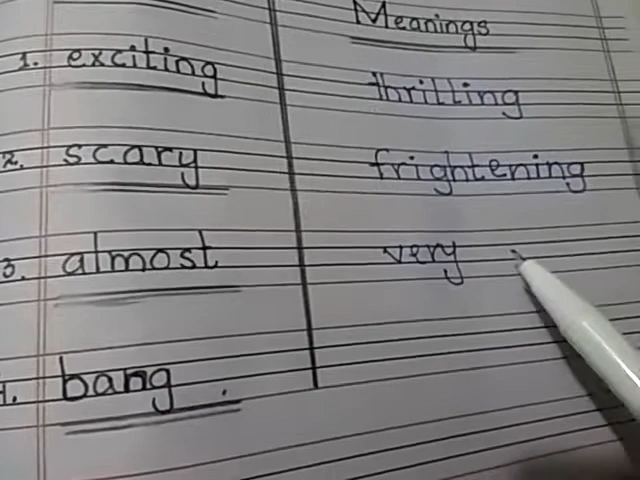 Meanings
1. exciting thrilling
2. scary frightening
3. almost very
4. bang.